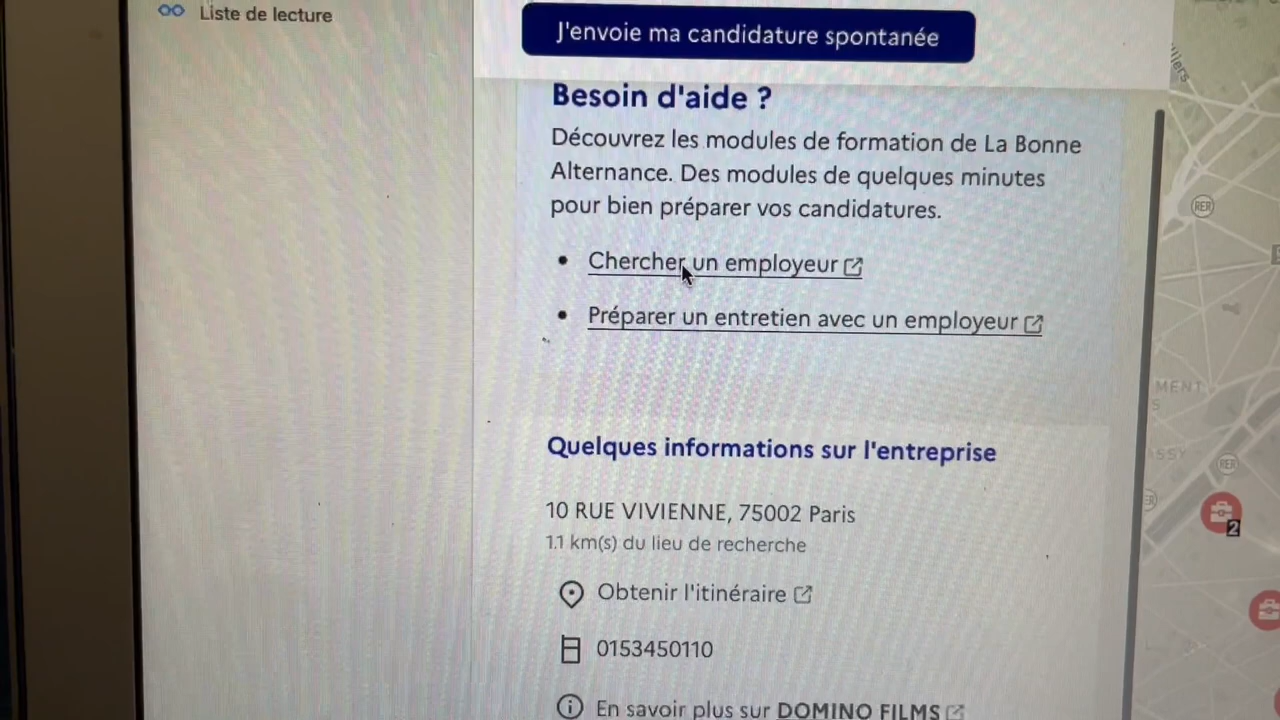 Liste de lecture
J'envoie ma candidature spontanée
Besoin d'aide ?
Découvrez les modules de formation de La Bonne
Alternance. Des modules de quelques minutes
pour bien préparer vos candidatures.
Chercher un employeur
Préparer un entretien avec un employeur
Quelques informations sur l'entreprise
10 RUE VIVIENNE, 75002 Paris
1.1 km(s) du lieu de recherche
Obtenir l'itinéraire
0153450110
En savoir plus sur DOMINO FILMS
RER
MENT
S
ASSY
RER
2